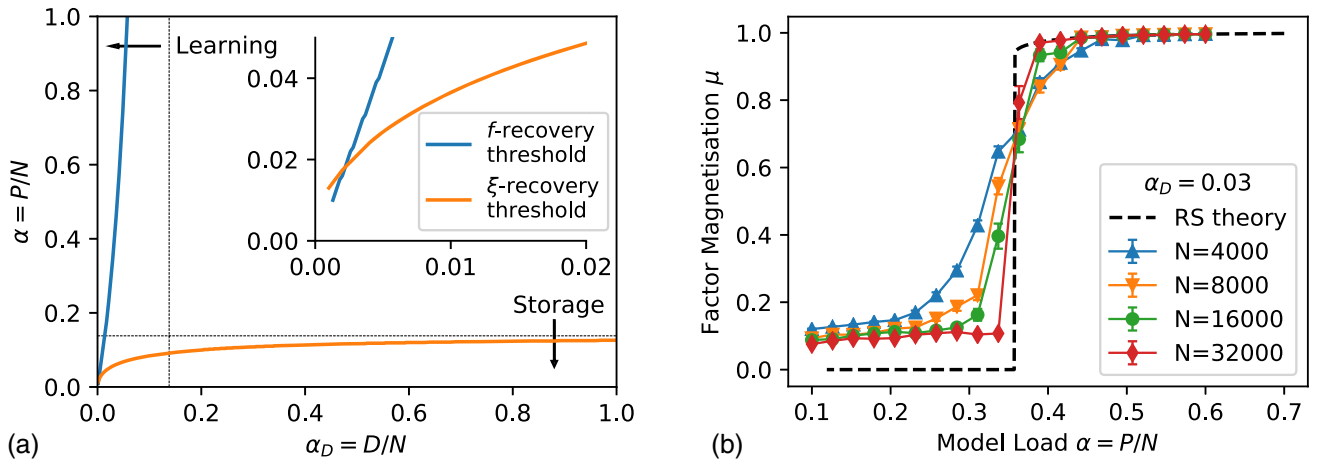 1.0
0.8
0.6
0.4
0.2
0.0
α = P/N
0.0 0.2 0.4 0.6 0.8 1.0
α_D = D/N
(a)
Learning
Storage
0.04
0.02
0.00
0.00 0.01 0.02
f-recovery
threshold
ξ-recovery
threshold
1.0
0.8
0.6
0.4
0.2
0.0
Factor Magnetisation μ
0.1 0.2 0.3 0.4 0.5 0.6 0.7
Model Load α = P/N
(b)
α_D = 0.03
RS theory
N=4000
N=8000
N=16000
N=32000